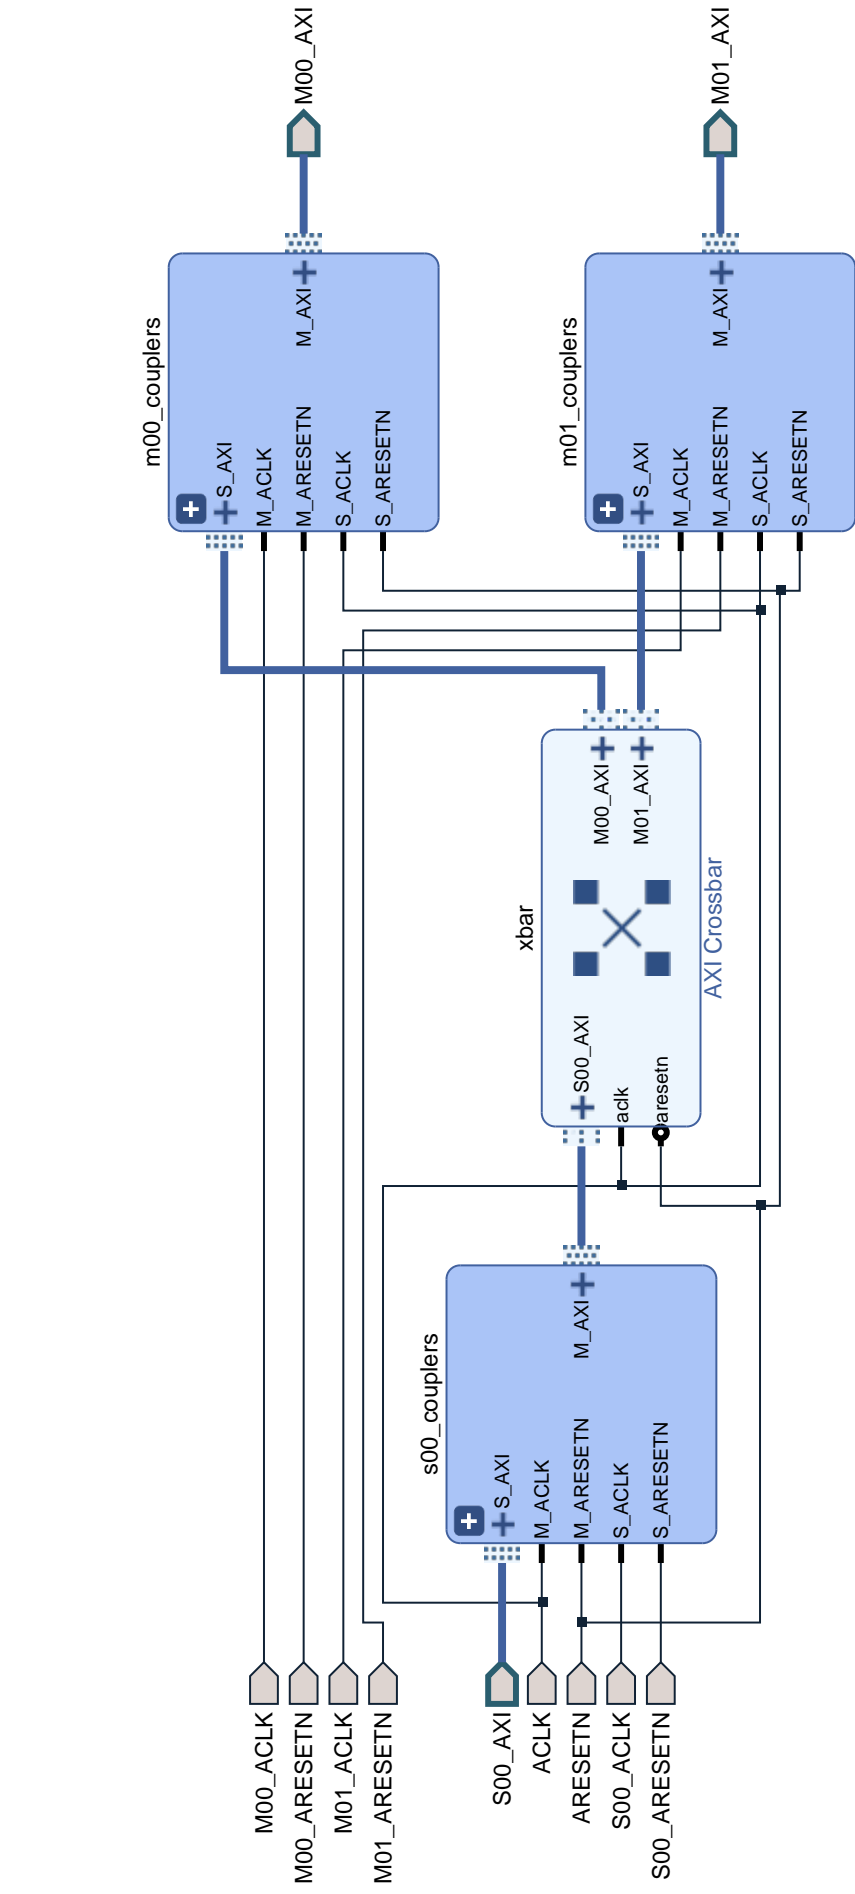 M00_AXI
M01_AXI
m00_couplers
S_AXI
M_ACLK
M_ARESETN
S_ACLK
S_ARESETN
M_AXI
m01_couplers
S_AXI
M_ACLK
M_ARESETN
S_ACLK
S_ARESETN
M_AXI
xbar
S00_AXI
aclk
aresetn
M00_AXI
M01_AXI
AXI Crossbar
s00_couplers
S_AXI
M_ACLK
M_ARESETN
S_ACLK
S_ARESETN
M_AXI
M00_ACLK
M00_ARESETN
M01_ACLK
M01_ARESETN
S00_AXI
ACLK
ARESETN
S00_ACLK
S00_ARESETN